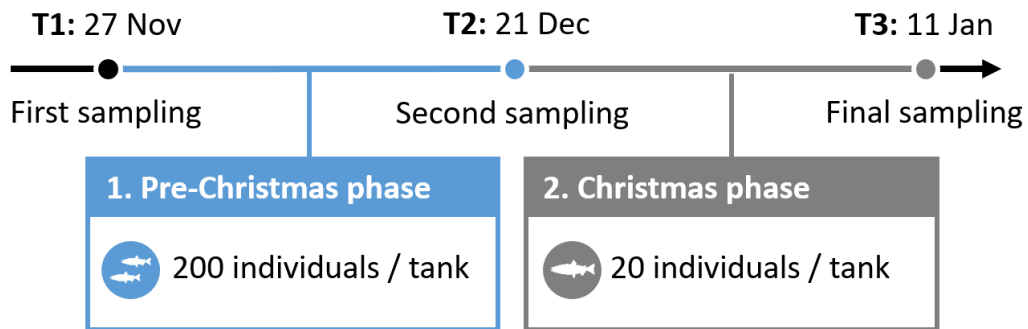 T1: 27 Nov
T2: 21 Dec
T3: 11 Jan
First sampling
Second sampling
Final sampling
1. Pre-Christmas phase
2. Christmas phase
200 individuals / tank
20 individuals / tank